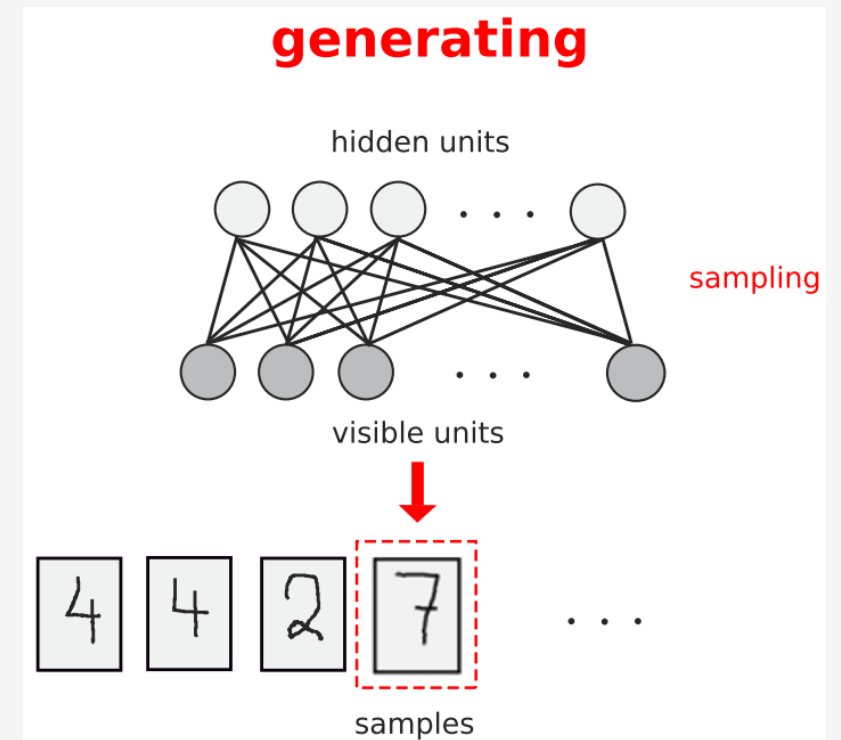 generating
hidden units
. . .
sampling
. . .
visible units
4 4 2 7 . . .
samples